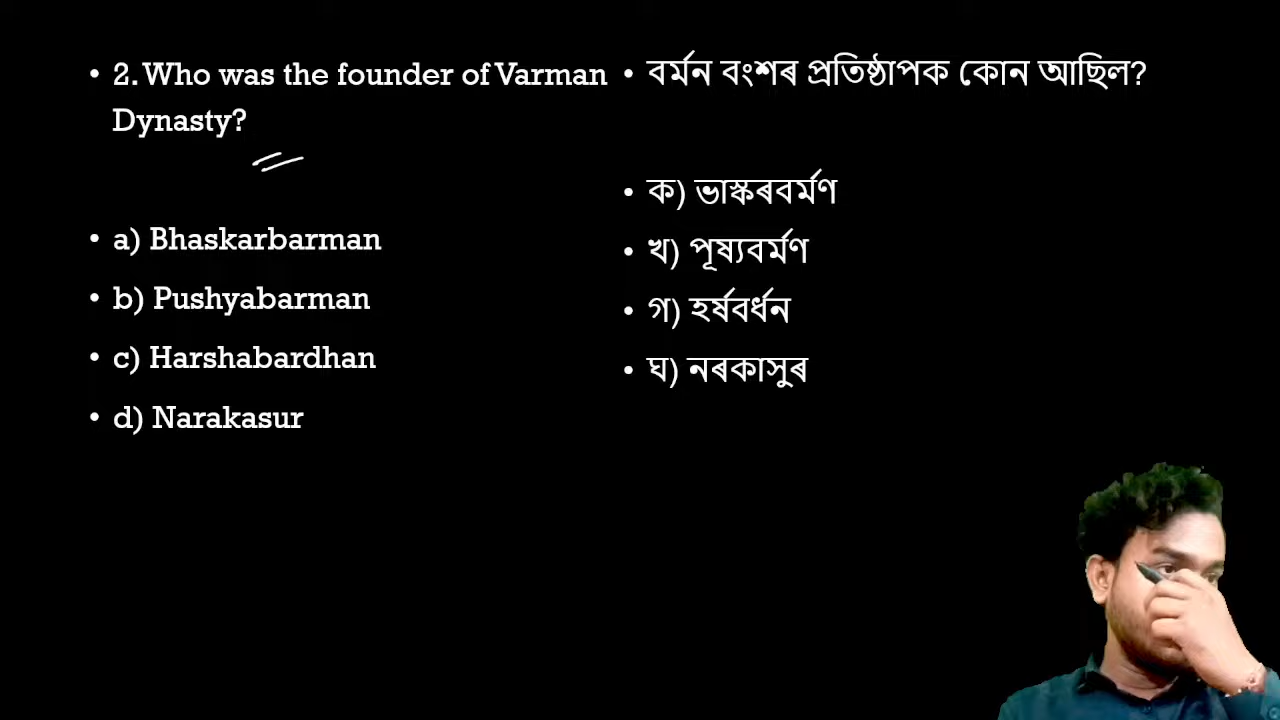 • 2. Who was the founder of Varman
Dynasty?
• a) Bhaskarbarman
• b) Pushyabarman
• c) Harshabardhan
• d) Narakasur
• বৰ্মন বংশৰ প্ৰতিষ্ঠাপক কোন আছিল?
• ক) ভাস্কৰবৰ্মণ
• খ) পূষ্যবৰ্মণ
• গ) হৰ্ষবৰ্ধন
• ঘ) নৰকাসুৰ